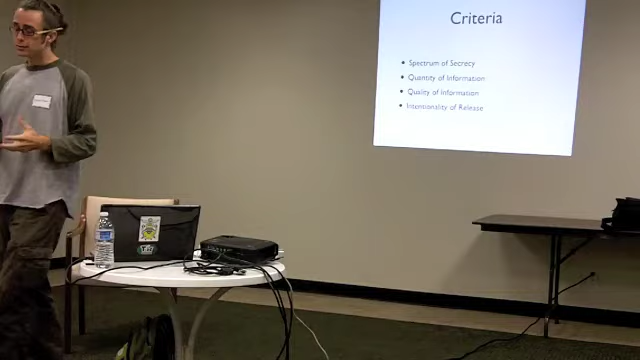 Criteria
• Spectrum of Secrecy
• Quantity of Information
• Quality of Information
• Intentionality of Release